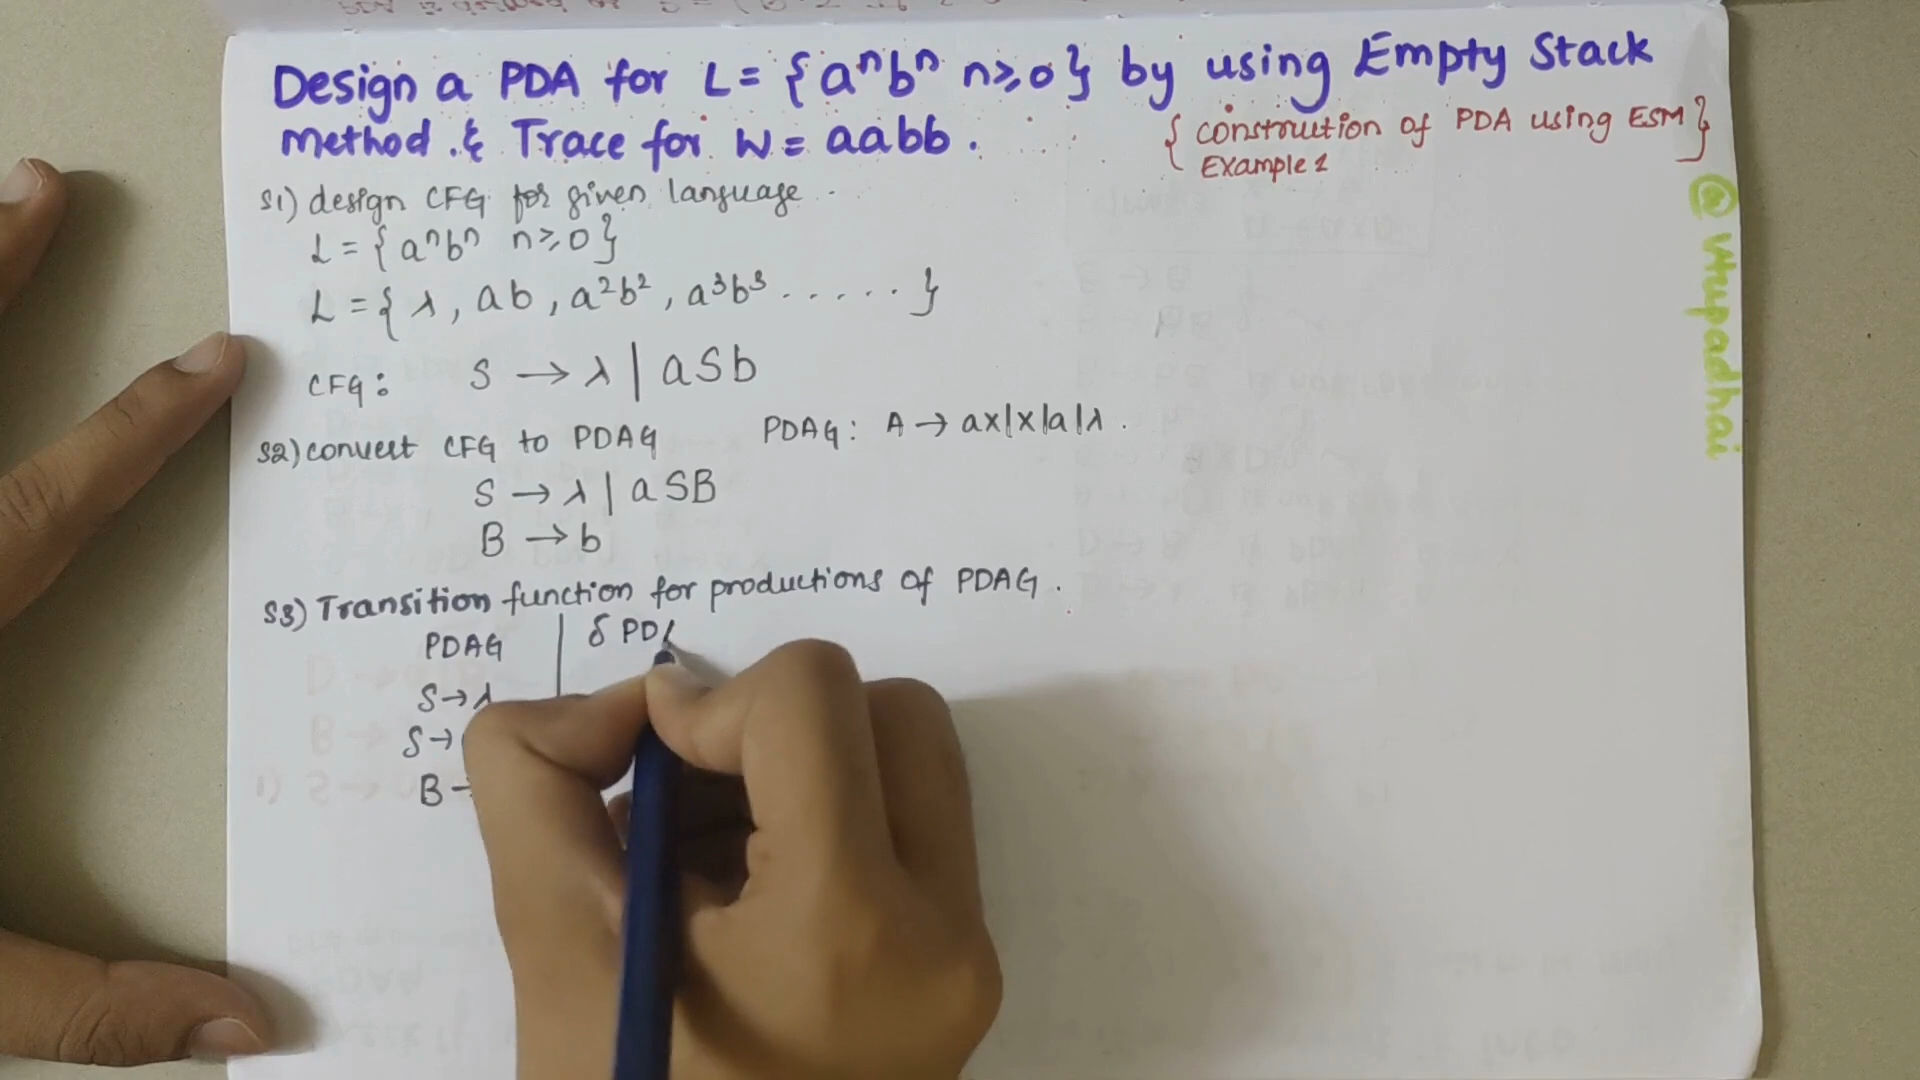 Design a PDA for L = {aⁿbⁿ n≥0} by using Empty Stack
method. & Trace for W = aabb.
{construction of PDA using ESM}
Example 1
S1) design CFG for given language.
L = {aⁿbⁿ n≥0}
L = {λ, ab, a²b², a³b³ ......}
CFG: S → λ | aSb
S2) convert CFG to PDAG PDAG: A → ax|x|a|λ.
S → λ | aSB
B → b
S3) Transition function for productions of PDAG.
PDAG | δ PDA
S → λ
S →
B →
@ Vtupadhai